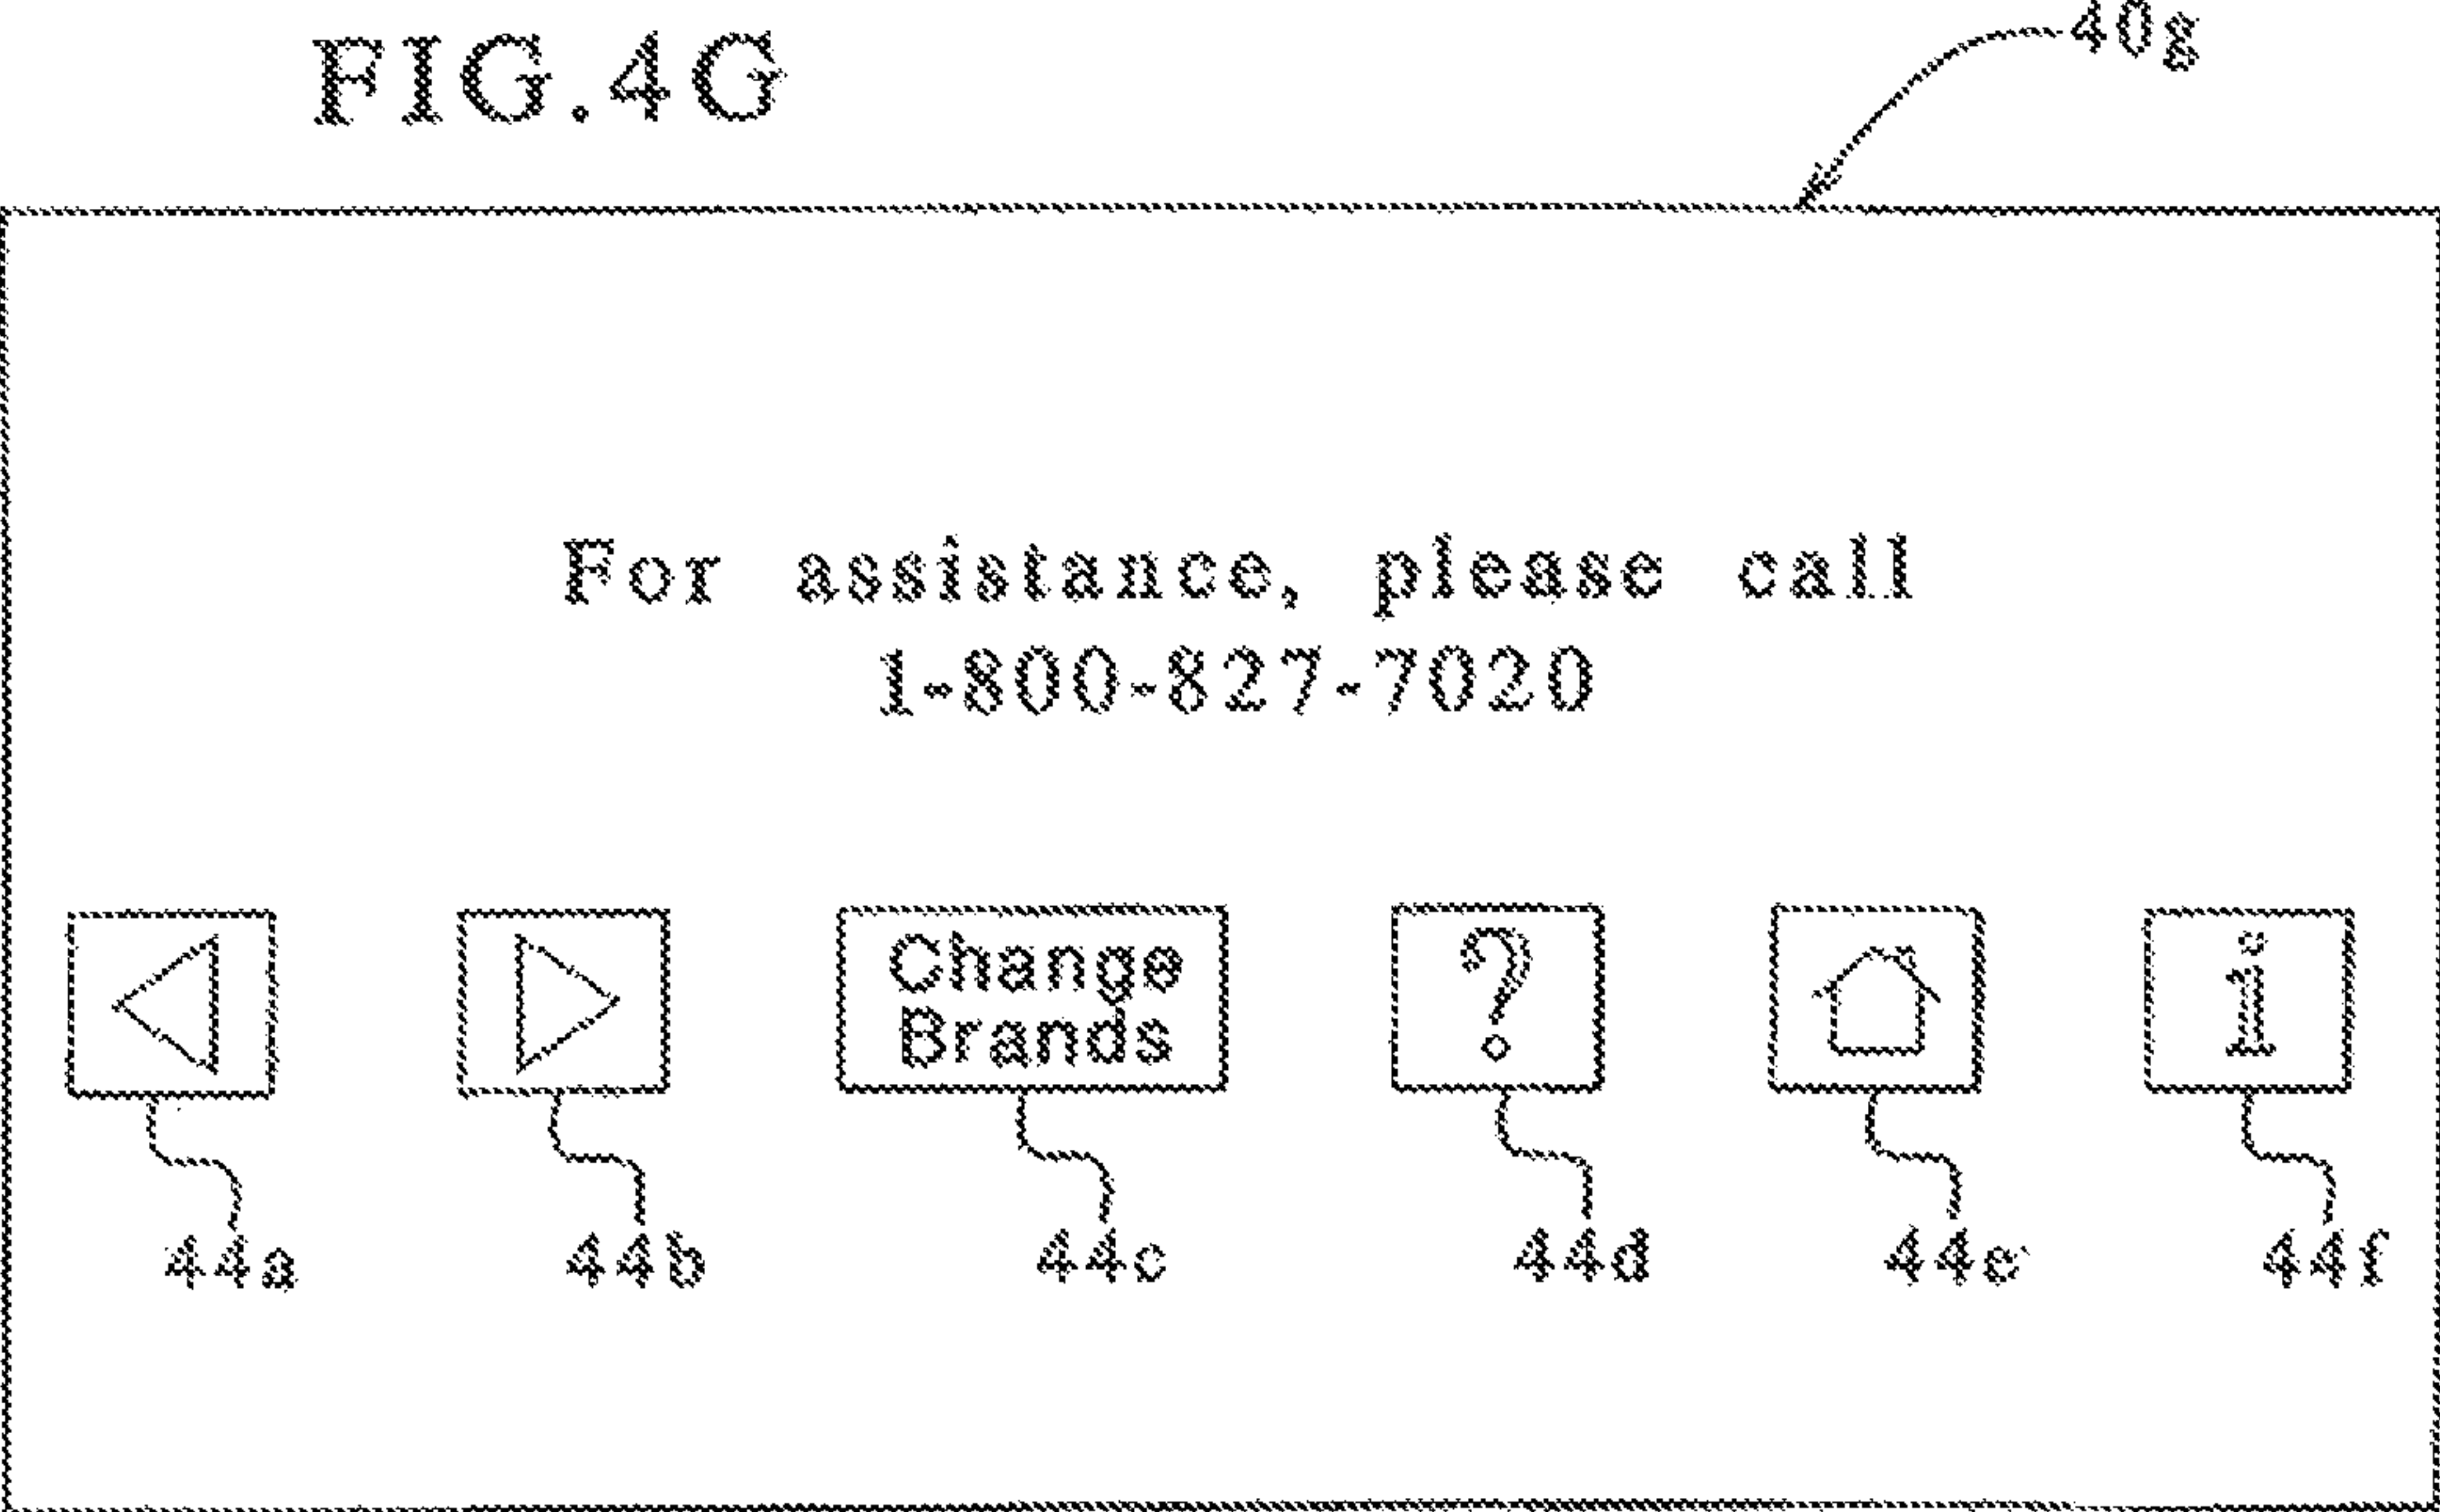 FIG.4G
40g
For assistance, please call
1-800-827-7020
Change
Brands
?
i
44a 44b 44c 44d 44e 44f